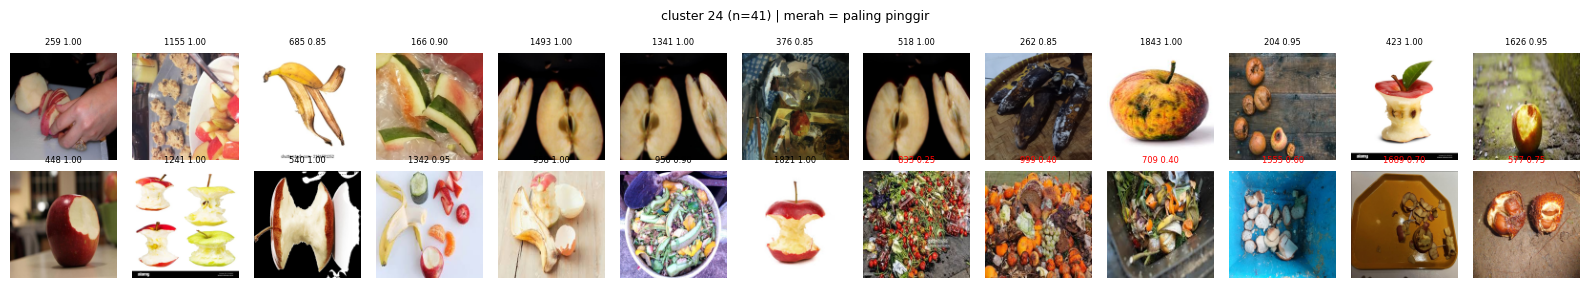 cluster 24 (n=41) | merah = paling pinggir
259 1.00 1155 1.00 685 0.85 166 0.90 1493 1.00 1341 1.00 376 0.85 518 1.00 262 0.85 1843 1.00 204 0.95 423 1.00 1626 0.95
448 1.00 1241 1.00 540 1.00 1342 0.95 1.00 0.90 1821 1.00 709 0.40